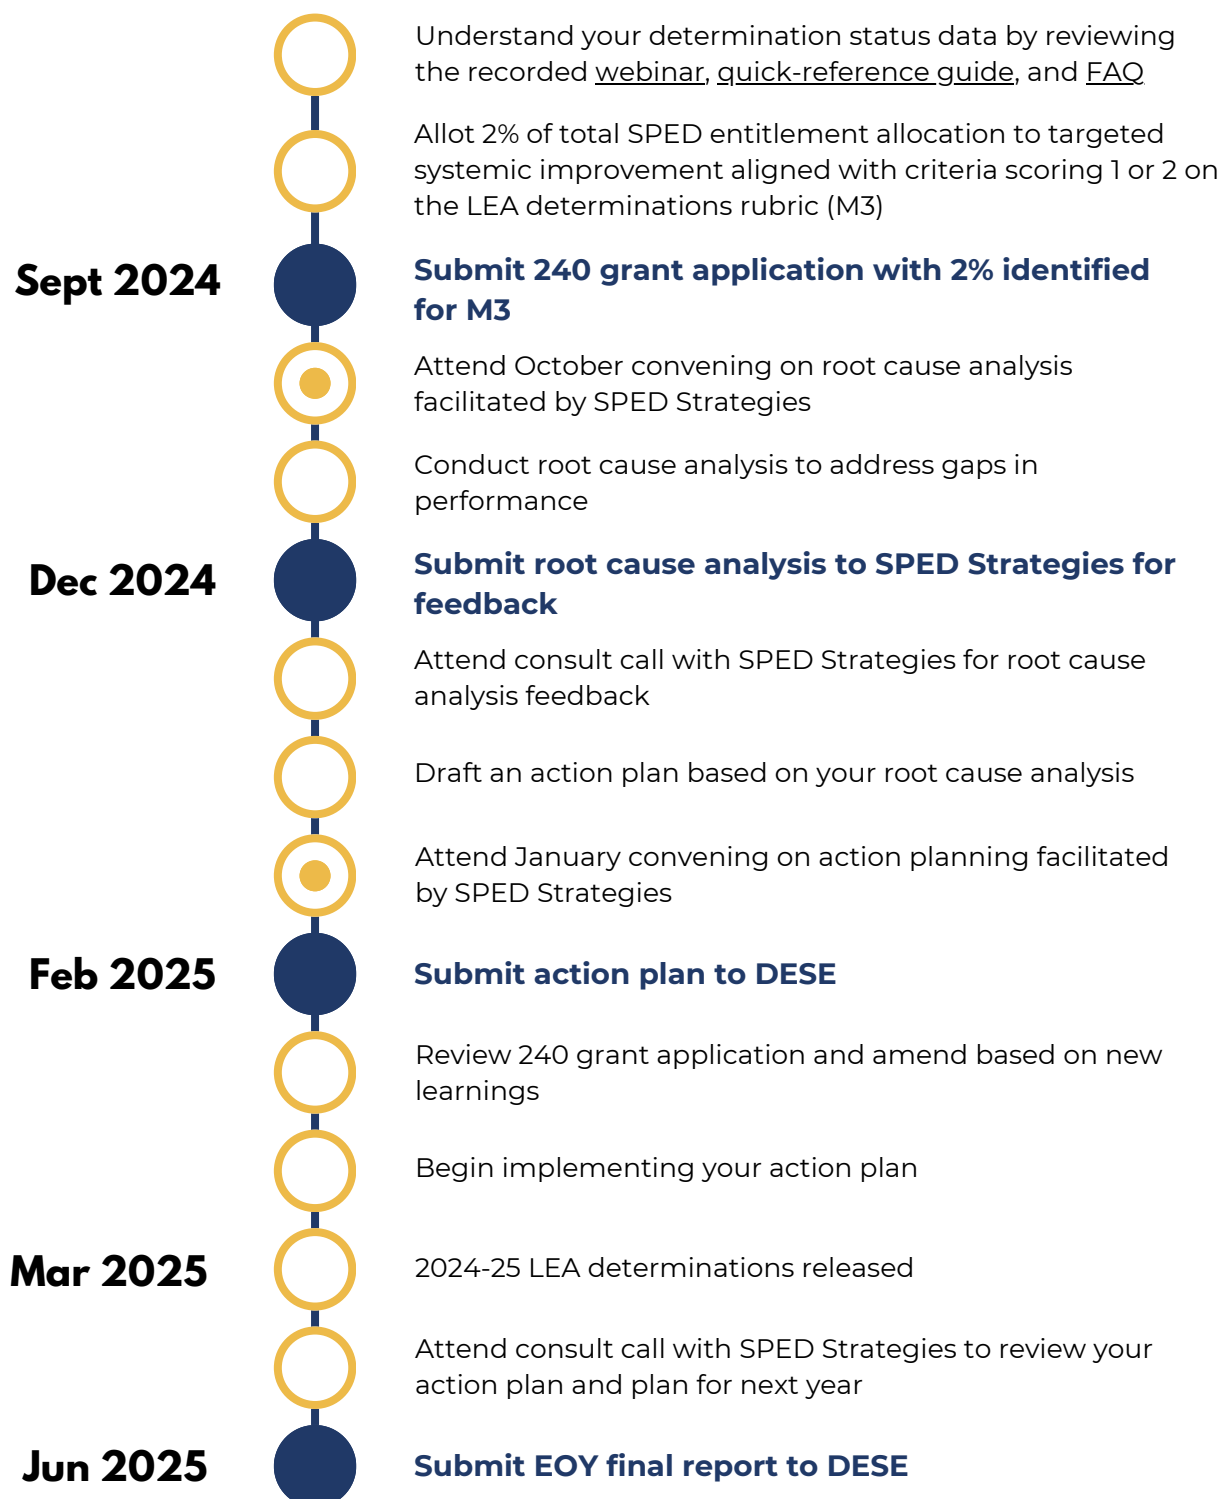 Understand your determination status data by reviewing
the recorded webinar, quick-reference guide, and FAQ
Allot 2% of total SPED entitlement allocation to targeted
systemic improvement aligned with criteria scoring 1 or 2 on
the LEA determinations rubric (M3)
Sept 2024
Submit 240 grant application with 2% identified
for M3
Attend October convening on root cause analysis
facilitated by SPED Strategies
Conduct root cause analysis to address gaps in
performance
Dec 2024
Submit root cause analysis to SPED Strategies for
feedback
Attend consult call with SPED Strategies for root cause
analysis feedback
Draft an action plan based on your root cause analysis
Attend January convening on action planning facilitated
by SPED Strategies
Feb 2025
Submit action plan to DESE
Review 240 grant application and amend based on new
learnings
Begin implementing your action plan
Mar 2025
2024-25 LEA determinations released
Attend consult call with SPED Strategies to review your
action plan and plan for next year
Jun 2025
Submit EOY final report to DESE